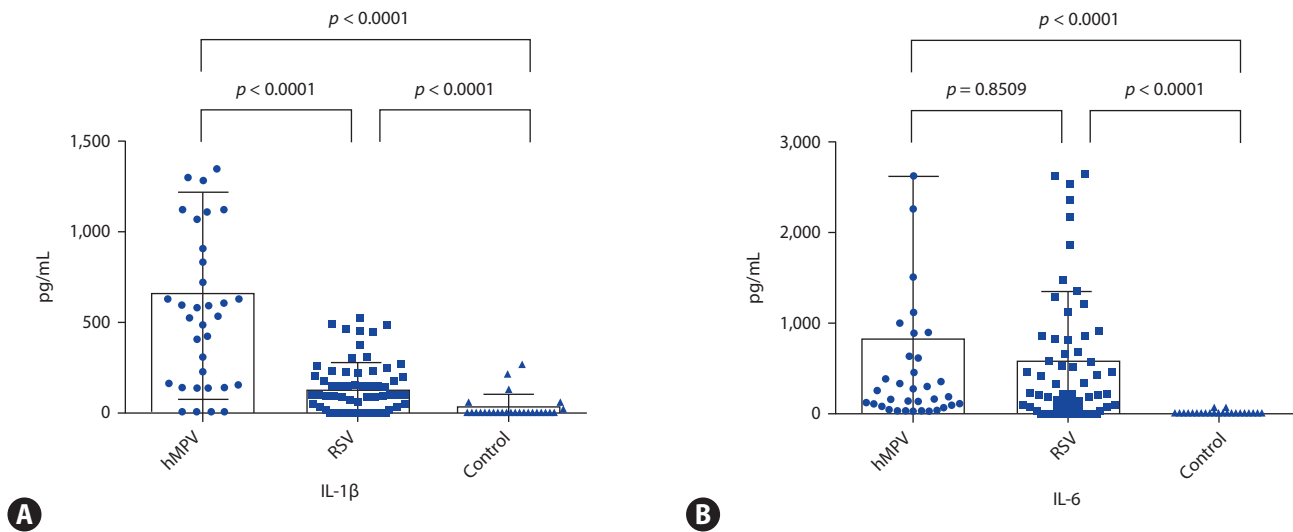 p < 0.0001
p < 0.0001
p < 0.0001
1,500
1,000
500
0
pg/mL
hMPV
RSV
Control
IL-1β
A
p < 0.0001
p = 0.8509
p < 0.0001
3,000
2,000
1,000
0
pg/mL
hMPV
RSV
Control
IL-6
B